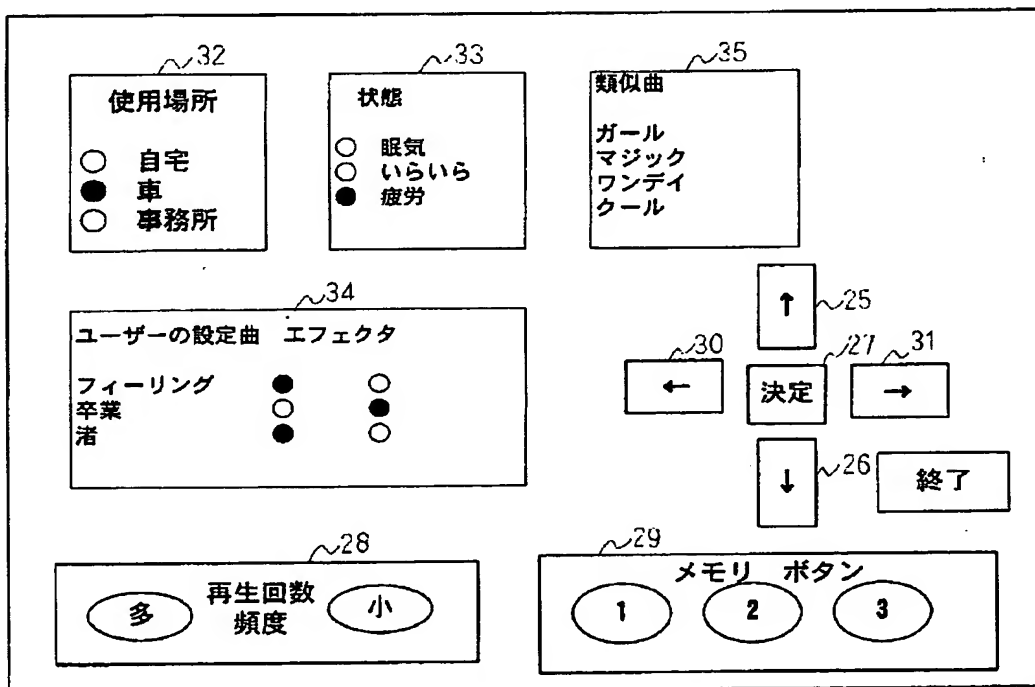 32
使用場所
自宅
車
事務所
33
状態
眠気
いらいら
疲労
35
類似曲
ガール
マジック
ワンデイ
クール
34
ユーザーの設定曲 エフェクタ
フィーリング
卒業
渚
↑
25
30
←
27
決定
31
→
↓
26
終了
28
多
再生回数
頻度
小
29
メモリ ボタン
1 2 3